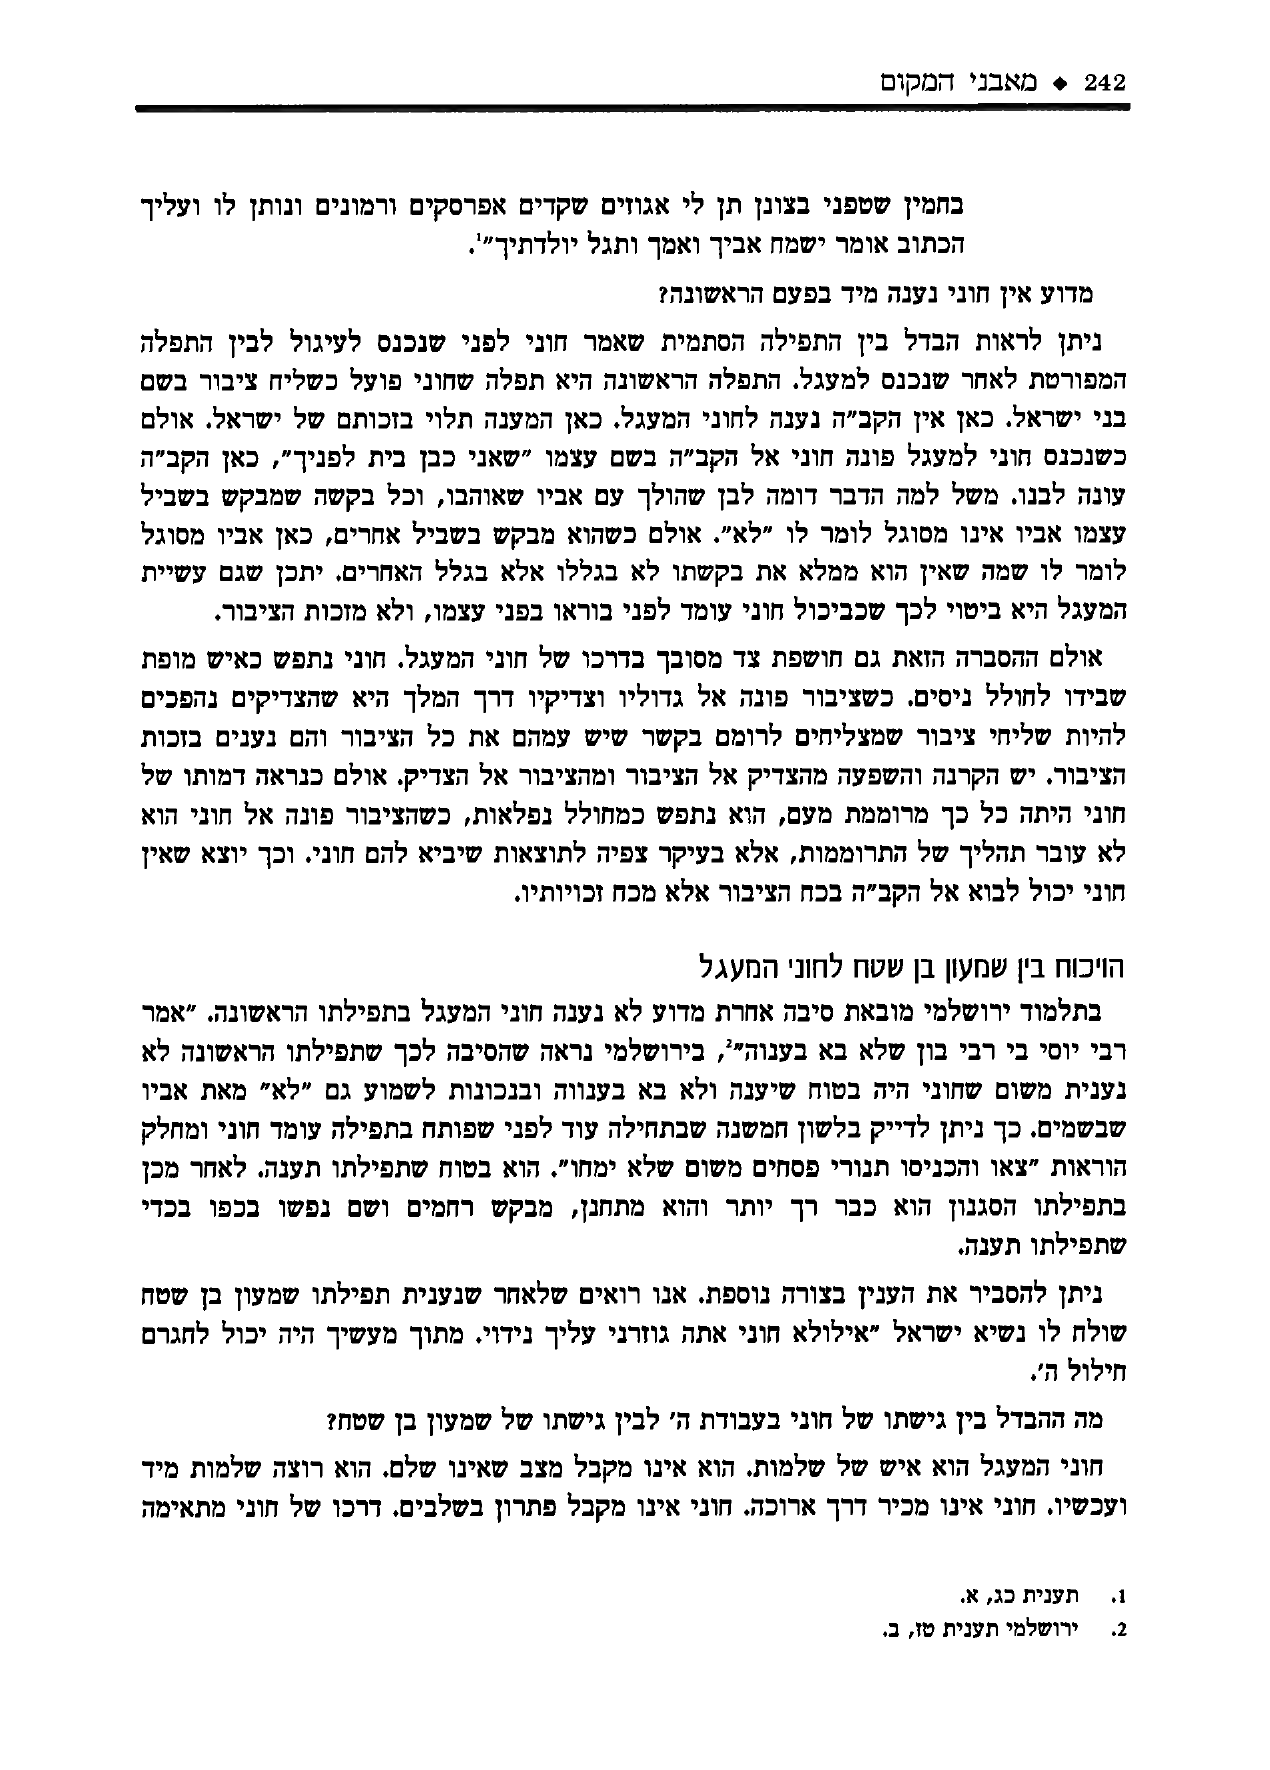 242 ◆ מאבני המקום
בחמין שטפני בצונן תן לי אגוזים שקדים אפרסקים ורמונים ונותן לו ועליך
הכתוב אומר ישמח אביך ואמך ותגל יולדתיך"¹.
מדוע אין חוני נענה מיד בפעם הראשונה?
ניתן לראות הבדל בין התפילה הסתמית שאמר חוני לפני שנכנס לעיגול לבין התפלה
המפורטת לאחר שנכנס למעגל. התפלה הראשונה היא תפלה שחוני פועל כשליח ציבור בשם
בני ישראל. כאן אין הקב"ה נענה לחוני המעגל. כאן המענה תלוי בזכותם של ישראל. אולם
כשנכנס חוני למעגל פונה חוני אל הקב"ה בשם עצמו "שאני כבן בית לפניך", כאן הקב"ה
עונה לבנו. משל למה הדבר דומה לבן שהולך עם אביו שאוהבו, וכל בקשה שמבקש בשביל
עצמו אביו אינו מסוגל לומר לו "לא". אולם כשהוא מבקש בשביל אחרים, כאן אביו מסוגל
לומר לו שמה שאין הוא ממלא את בקשתו לא בגללו אלא בגלל האחרים. יתכן שגם עשיית
המעגל היא ביטוי לכך שכביכול חוני עומד לפני בוראו בפני עצמו, ולא מזכות הציבור.
אולם ההסברה הזאת גם חושפת צד מסובך בדרכו של חוני המעגל. חוני נתפש כאיש מופת
שבידו לחולל ניסים. כשציבור פונה אל גדוליו וצדיקיו דרך המלך היא שהצדיקים נהפכים
להיות שליחי ציבור שמצליחים לרומם בקשר שיש עמהם את כל הציבור והם נענים בזכות
הציבור. יש הקרנה והשפעה מהצדיק אל הציבור ומהציבור אל הצדיק. אולם כנראה דמותו של
חוני היתה כל כך מרוממת מעם, הוא נתפש כמחולל נפלאות, כשהציבור פונה אל חוני הוא
לא עובר תהליך של התרוממות, אלא בעיקר צפיה לתוצאות שיביא להם חוני. וכך יוצא שאין
חוני יכול לבוא אל הקב"ה בכח הציבור אלא מכח זכויותיו.
הויכוח בין שמעון בן שטח לחוני המעגל
בתלמוד ירושלמי מובאת סיבה אחרת מדוע לא נענה חוני המעגל בתפילתו הראשונה. "אמר
רבי יוסי בי רבי בון שלא בא בענוה"², בירושלמי נראה שהסיבה לכך שתפילתו הראשונה לא
נענית משום שחוני היה בטוח שיענה ולא בא בענווה ובנכונות לשמוע גם "לא" מאת אביו
שבשמים. כך ניתן לדייק בלשון חמשנה שבתחילה עוד לפני שפותח בתפילה עומד חוני ומחלק
הוראות "צאו והכניסו תנורי פסחים משום שלא ימחו". הוא בטוח שתפילתו תענה. לאחר מכן
בתפילתו הסגנון הוא כבר רך יותר והוא מתחנן, מבקש רחמים ושם נפשו בכפו בכדי
שתפילתו תענה.
ניתן להסביר את הענין בצורה נוספת. אנו רואים שלאחר שנענית תפילתו שמעון בן שטח
שולח לו נשיא ישראל "אילולא חוני אתה גוזרני עליך נידוי. מתוך מעשיך היה יכול לחגרם
חילול ה'.
מה ההבדל בין גישתו של חוני בעבודת ה' לבין גישתו של שמעון בן שטח?
חוני המעגל הוא איש של שלמות. הוא אינו מקבל מצב שאינו שלם. הוא רוצה שלמות מיד
ועכשיו. חוני אינו מכיר דרך ארוכה. חוני אינו מקבל פתרון בשלבים. דרכו של חוני מתאימה
1. תענית כג, א.
2. ירושלמי תענית טז, ב.